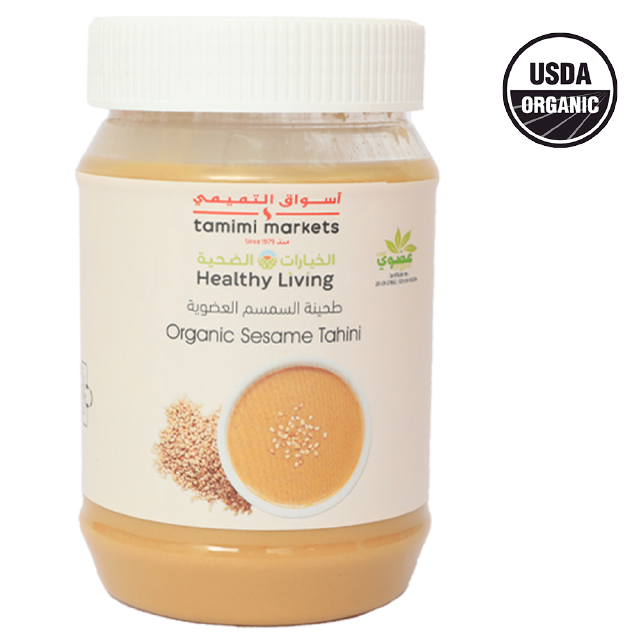 USDA
ORGANIC
أسواق التميمي
tamimi markets
Since 1979 منذ
الخيارات الصحية
Healthy Living
عضوي
طحينة السمسم العضوية
Organic Sesame Tahini